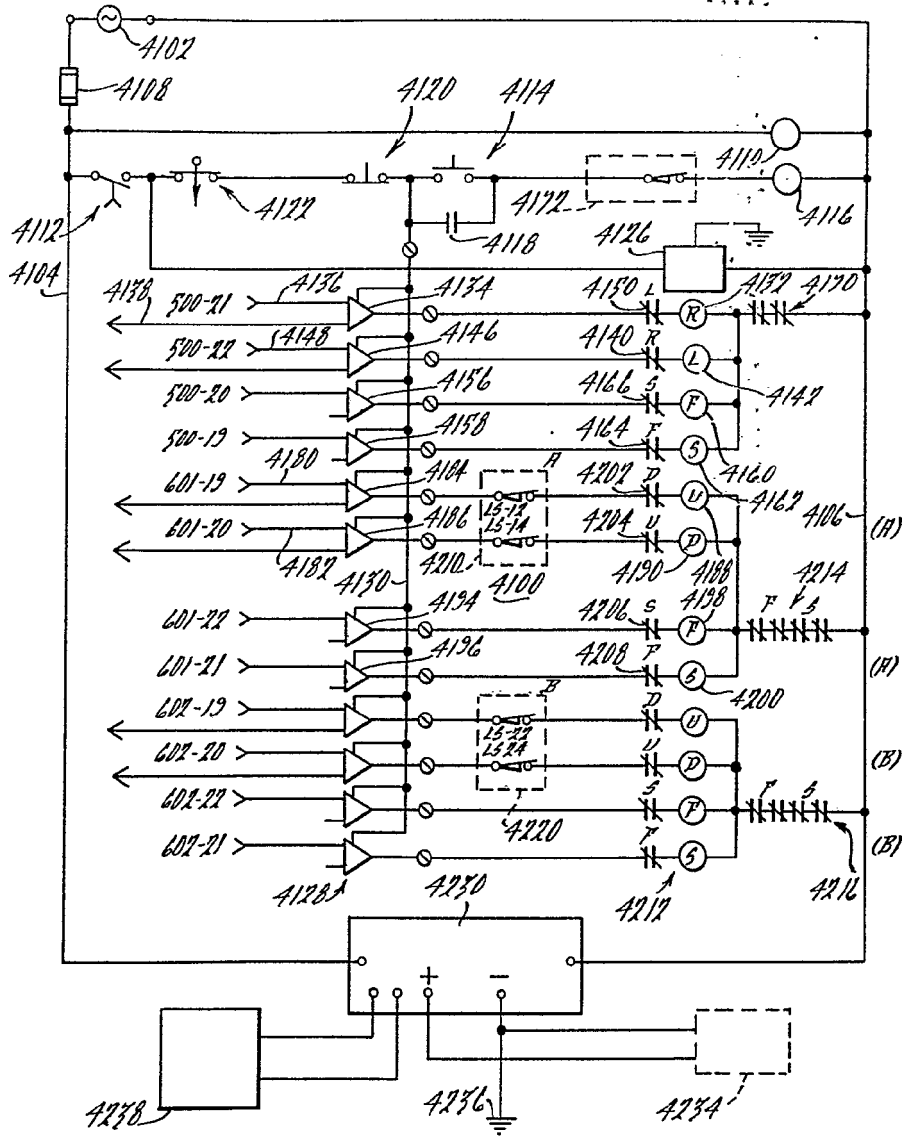 4102
4108
4120
4114
4110
4112
4122
4172
4116
4118
4126
4104
4138
4136
4134
4150
L
R
4132
4170
500-21
4148
4146
R
4140
L
4142
500-22
4156
S
4166
F
4160
500-20
4158
F
4164
S
4162
500-19
4180
4184
A
4202
D
U
4106
601-19
LS-12
(A)
601-20
4182
4186
LS-14
4204
U
D
4188
4190
4210
4100
4130
4214
4194
4206
S
4198
F
F
S
601-22
4196
4208
F
S
4200
(A)
601-21
B
D
U
602-19
LS-22
(B)
602-20
LS24
U
D
602-22
S
F
F
S
4220
602-21
F
S
(B)
4128
4230
4212
4216
+
−
4238
4236
4234